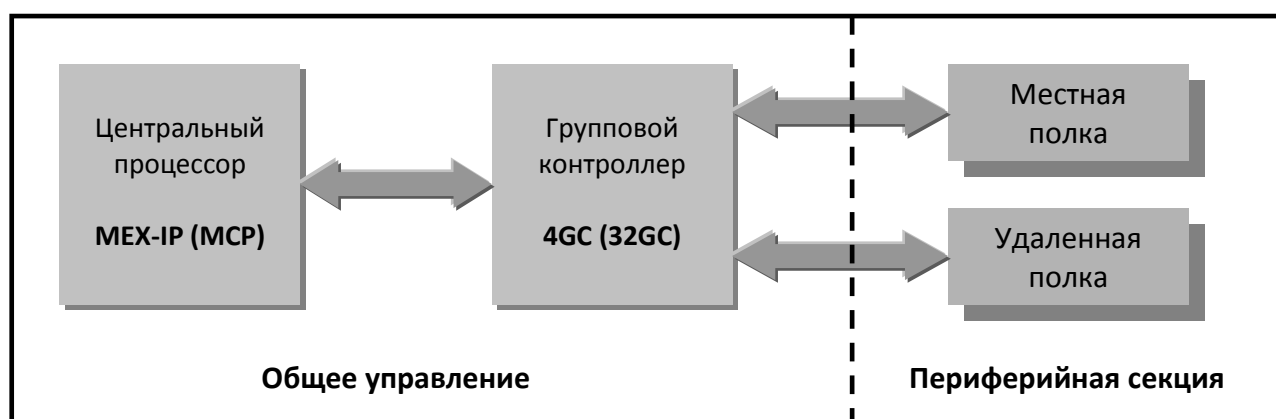 Центральный
процессор
MEX-IP (MCP)
Групповой
контроллер
4GC (32GC)
Местная
полка
Удаленная
полка
Общее управление
Периферийная секция